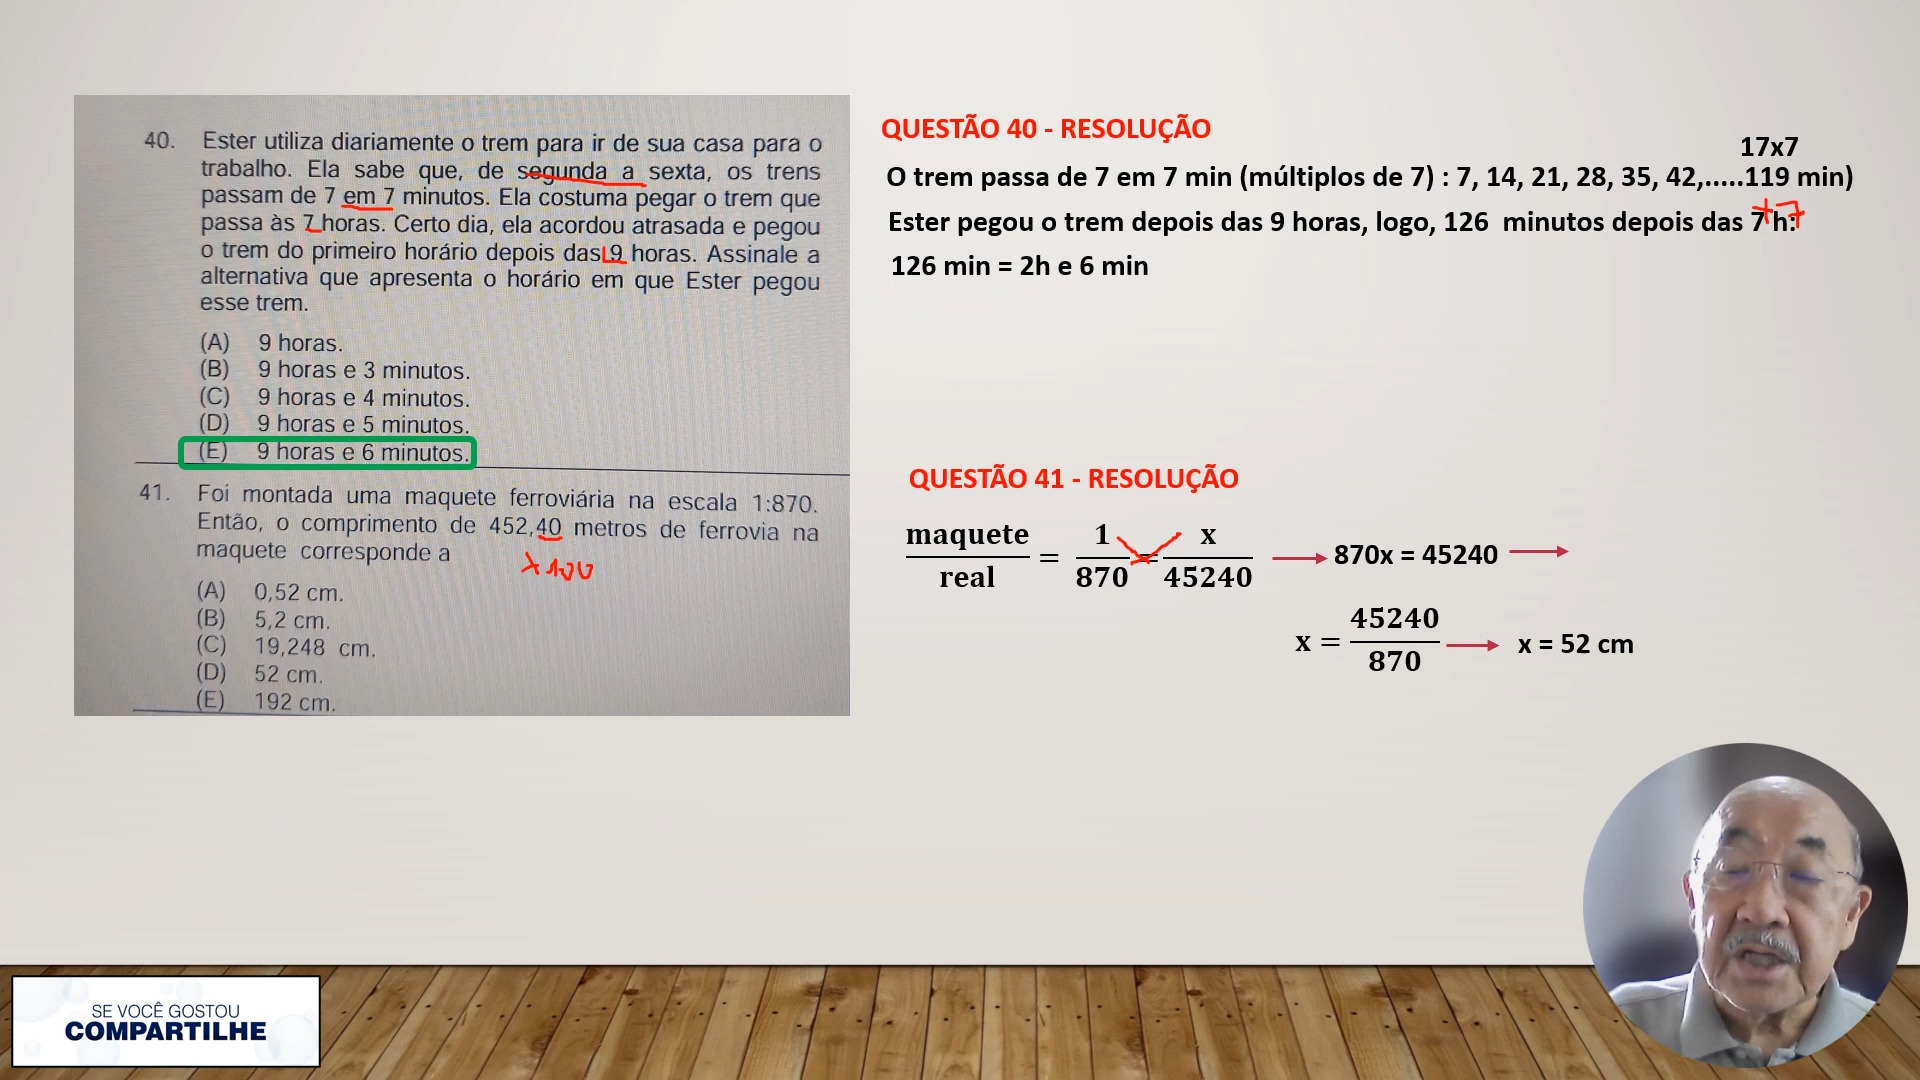 40. Ester utiliza diariamente o trem para ir de sua casa para o
trabalho. Ela sabe que, de segunda a sexta, os trens
passam de 7 em 7 minutos. Ela costuma pegar o trem que
passa às 7 horas. Certo dia, ela acordou atrasada e pegou
o trem do primeiro horário depois das 9 horas. Assinale a
alternativa que apresenta o horário em que Ester pegou
esse trem.
(A) 9 horas.
(B) 9 horas e 3 minutos.
(C) 9 horas e 4 minutos.
(D) 9 horas e 5 minutos.
(E) 9 horas e 6 minutos.
41. Foi montada uma maquete ferroviária na escala 1:870.
Então, o comprimento de 452,40 metros de ferrovia na
maquete corresponde a
x100
(A) 0,52 cm.
(B) 5,2 cm.
(C) 19,248 cm.
(D) 52 cm.
(E) 192 cm.
QUESTÃO 40 - RESOLUÇÃO
17x7
O trem passa de 7 em 7 min (múltiplos de 7) : 7, 14, 21, 28, 35, 42,.....119 min)
+7
Ester pegou o trem depois das 9 horas, logo, 126 minutos depois das 7 h:
126 min = 2h e 6 min
QUESTÃO 41 - RESOLUÇÃO
maquete/real = 1/870 = x/45240 870x = 45240
x = 45240/870 x = 52 cm
SE VOCÊ GOSTOU
COMPARTILHE